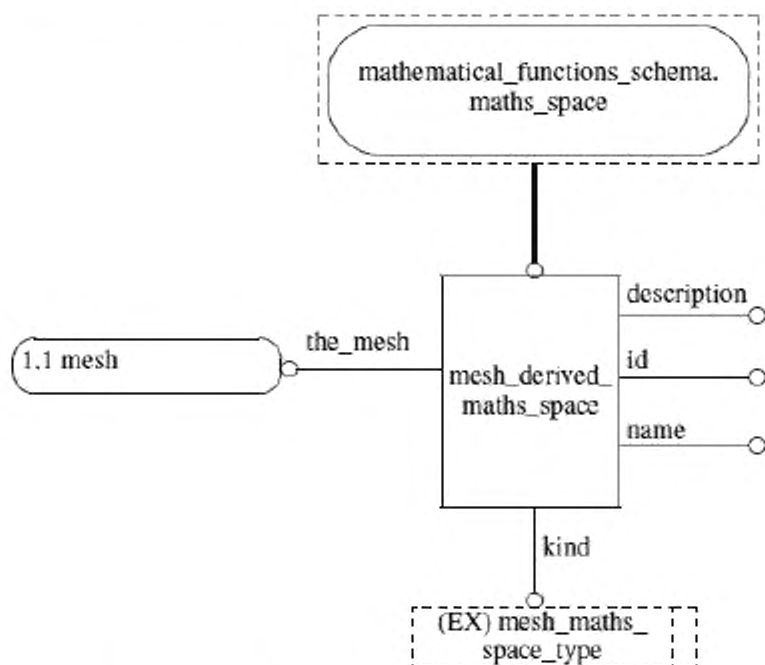 mathematical_functions_schema.
maths_space
description
the_mesh
1.1 mesh
id
mesh_derived_
maths_space
name
kind
(EX) mesh_maths_
space_type